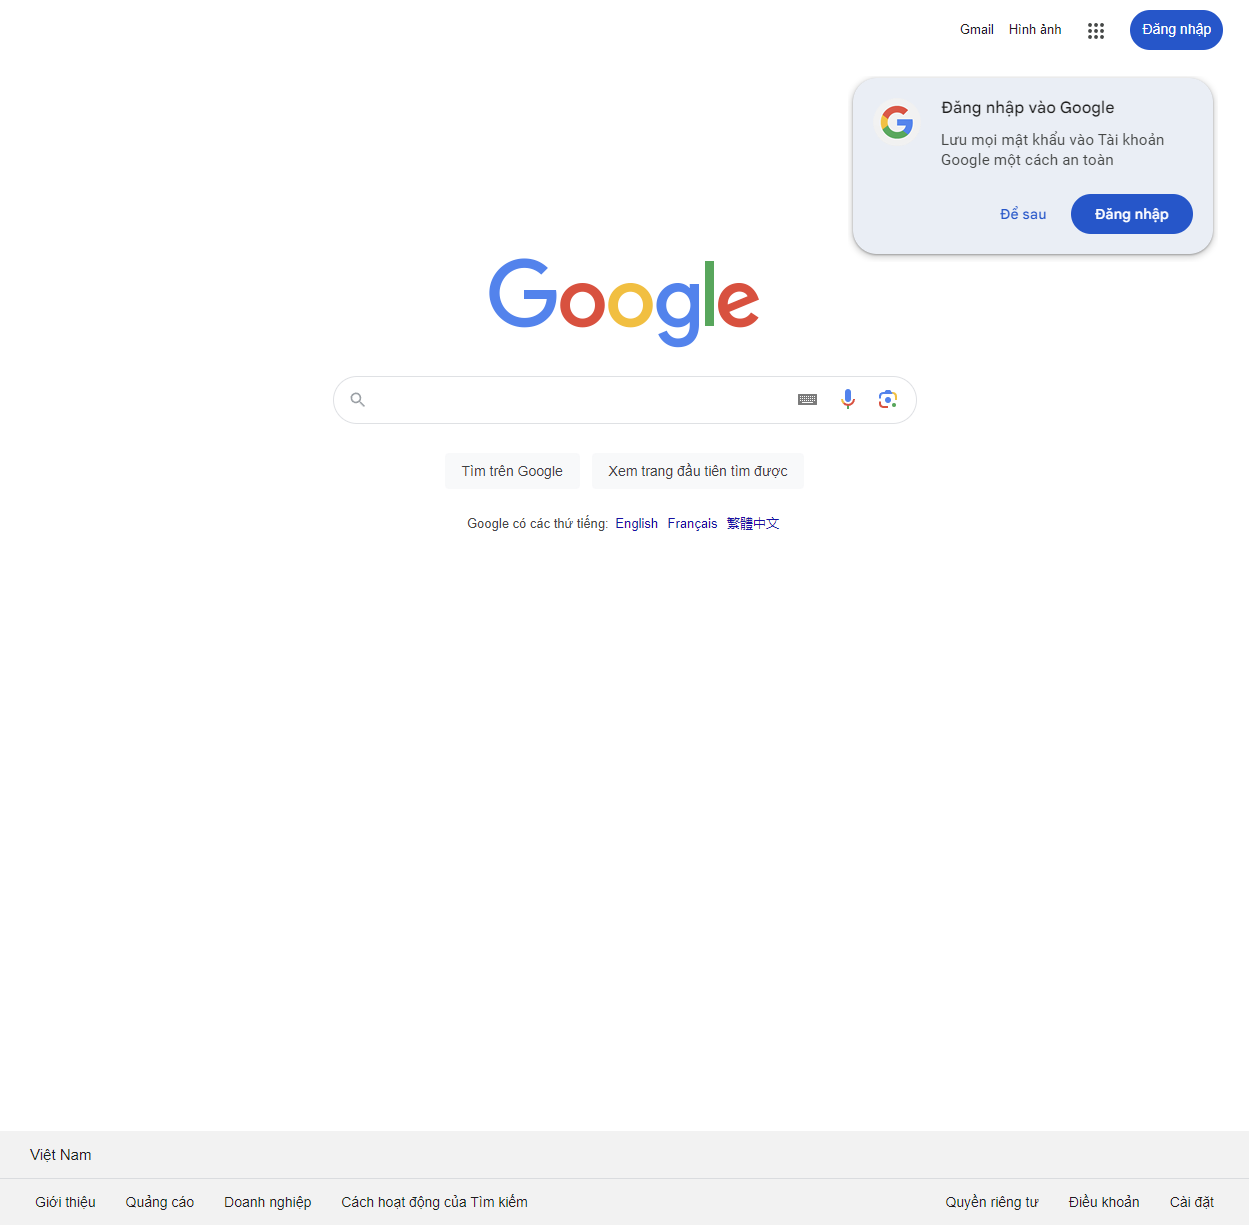 Gmail Hình ảnh Đăng nhập
Đăng nhập vào Google
Lưu mọi mật khẩu vào Tài khoản
Google một cách an toàn
Để sau Đăng nhập
Google
Tìm trên Google Xem trang đầu tiên tìm được
Google có các thứ tiếng: English Français 繁體中文
Việt Nam
Giới thiệu Quảng cáo Doanh nghiệp Cách hoạt động của Tìm kiếm Quyền riêng tư Điều khoản Cài đặt